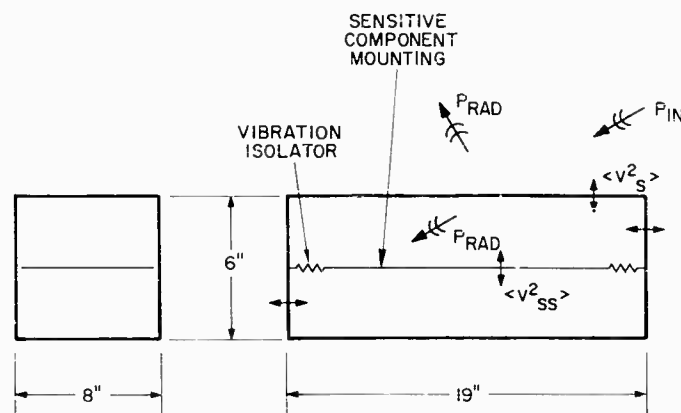 SENSITIVE
COMPONENT
MOUNTING
VIBRATION
ISOLATOR
P_RAD
P_IN
<V²_S>
P_RAD
<V²_SS>
6"
8"
19"